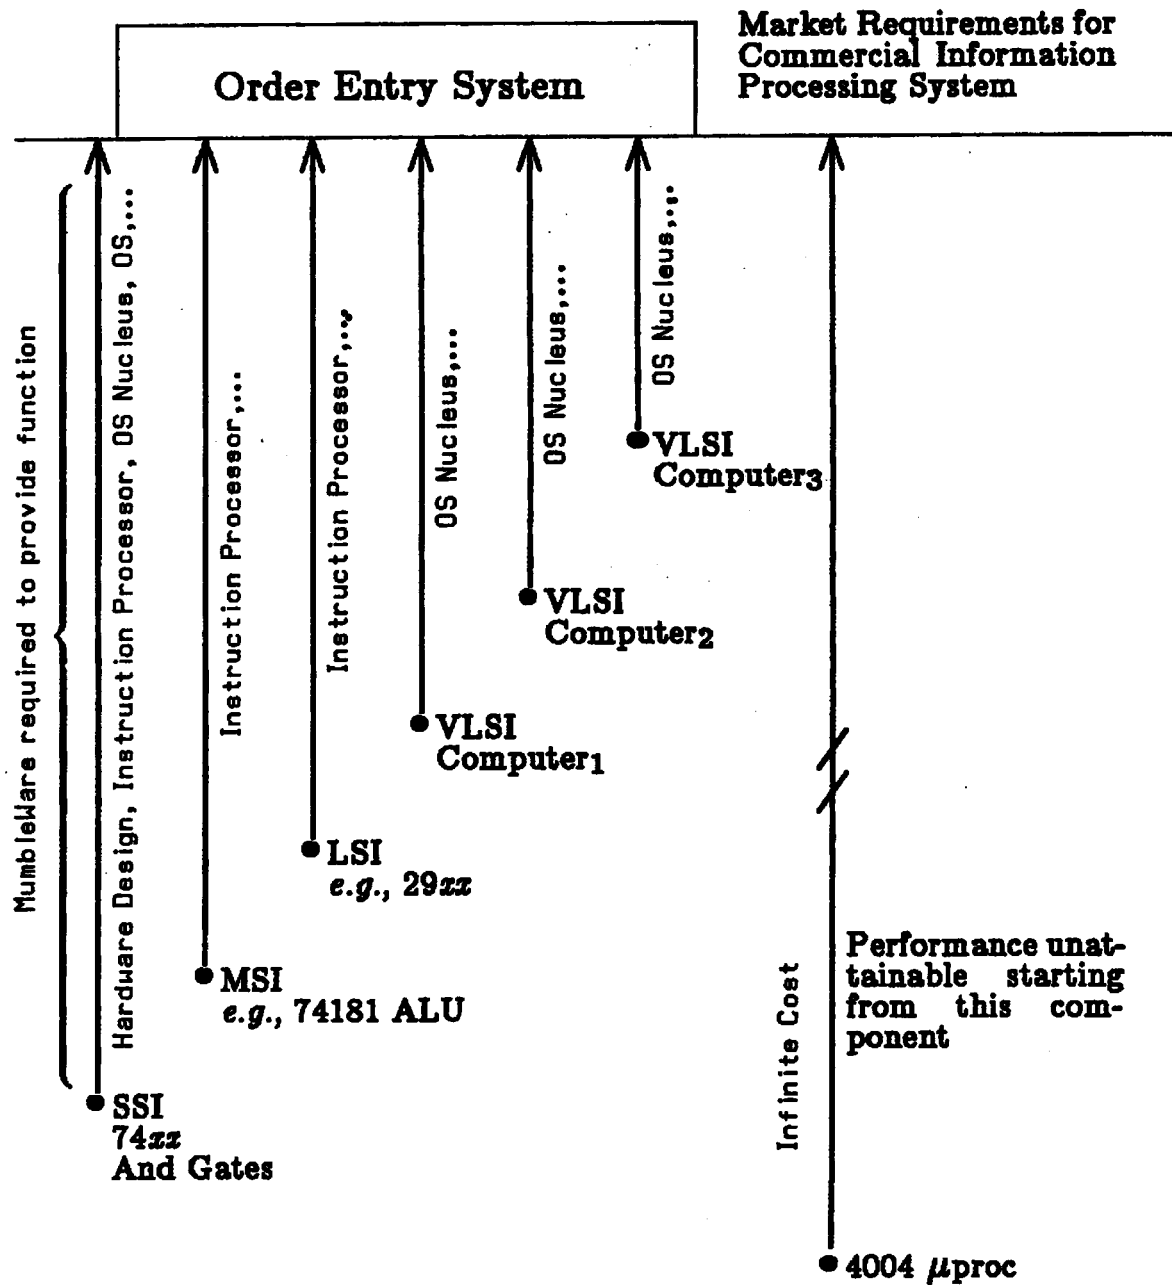 Market Requirements for
Commercial Information
Processing System
Order Entry System
MumbleWare required to provide function
Hardware Design, Instruction Processor, OS Nucleus, OS,...
Instruction Processor,...
Instruction Processor,...
OS Nucleus,...
OS Nucleus,...
OS Nucleus,...
VLSI
Computer3
VLSI
Computer2
VLSI
Computer1
LSI
e.g., 29xx
MSI
e.g., 74181 ALU
SSI
74xx
And Gates
Infinite Cost
Performance unat-
tainable starting
from this com-
ponent
4004 μproc